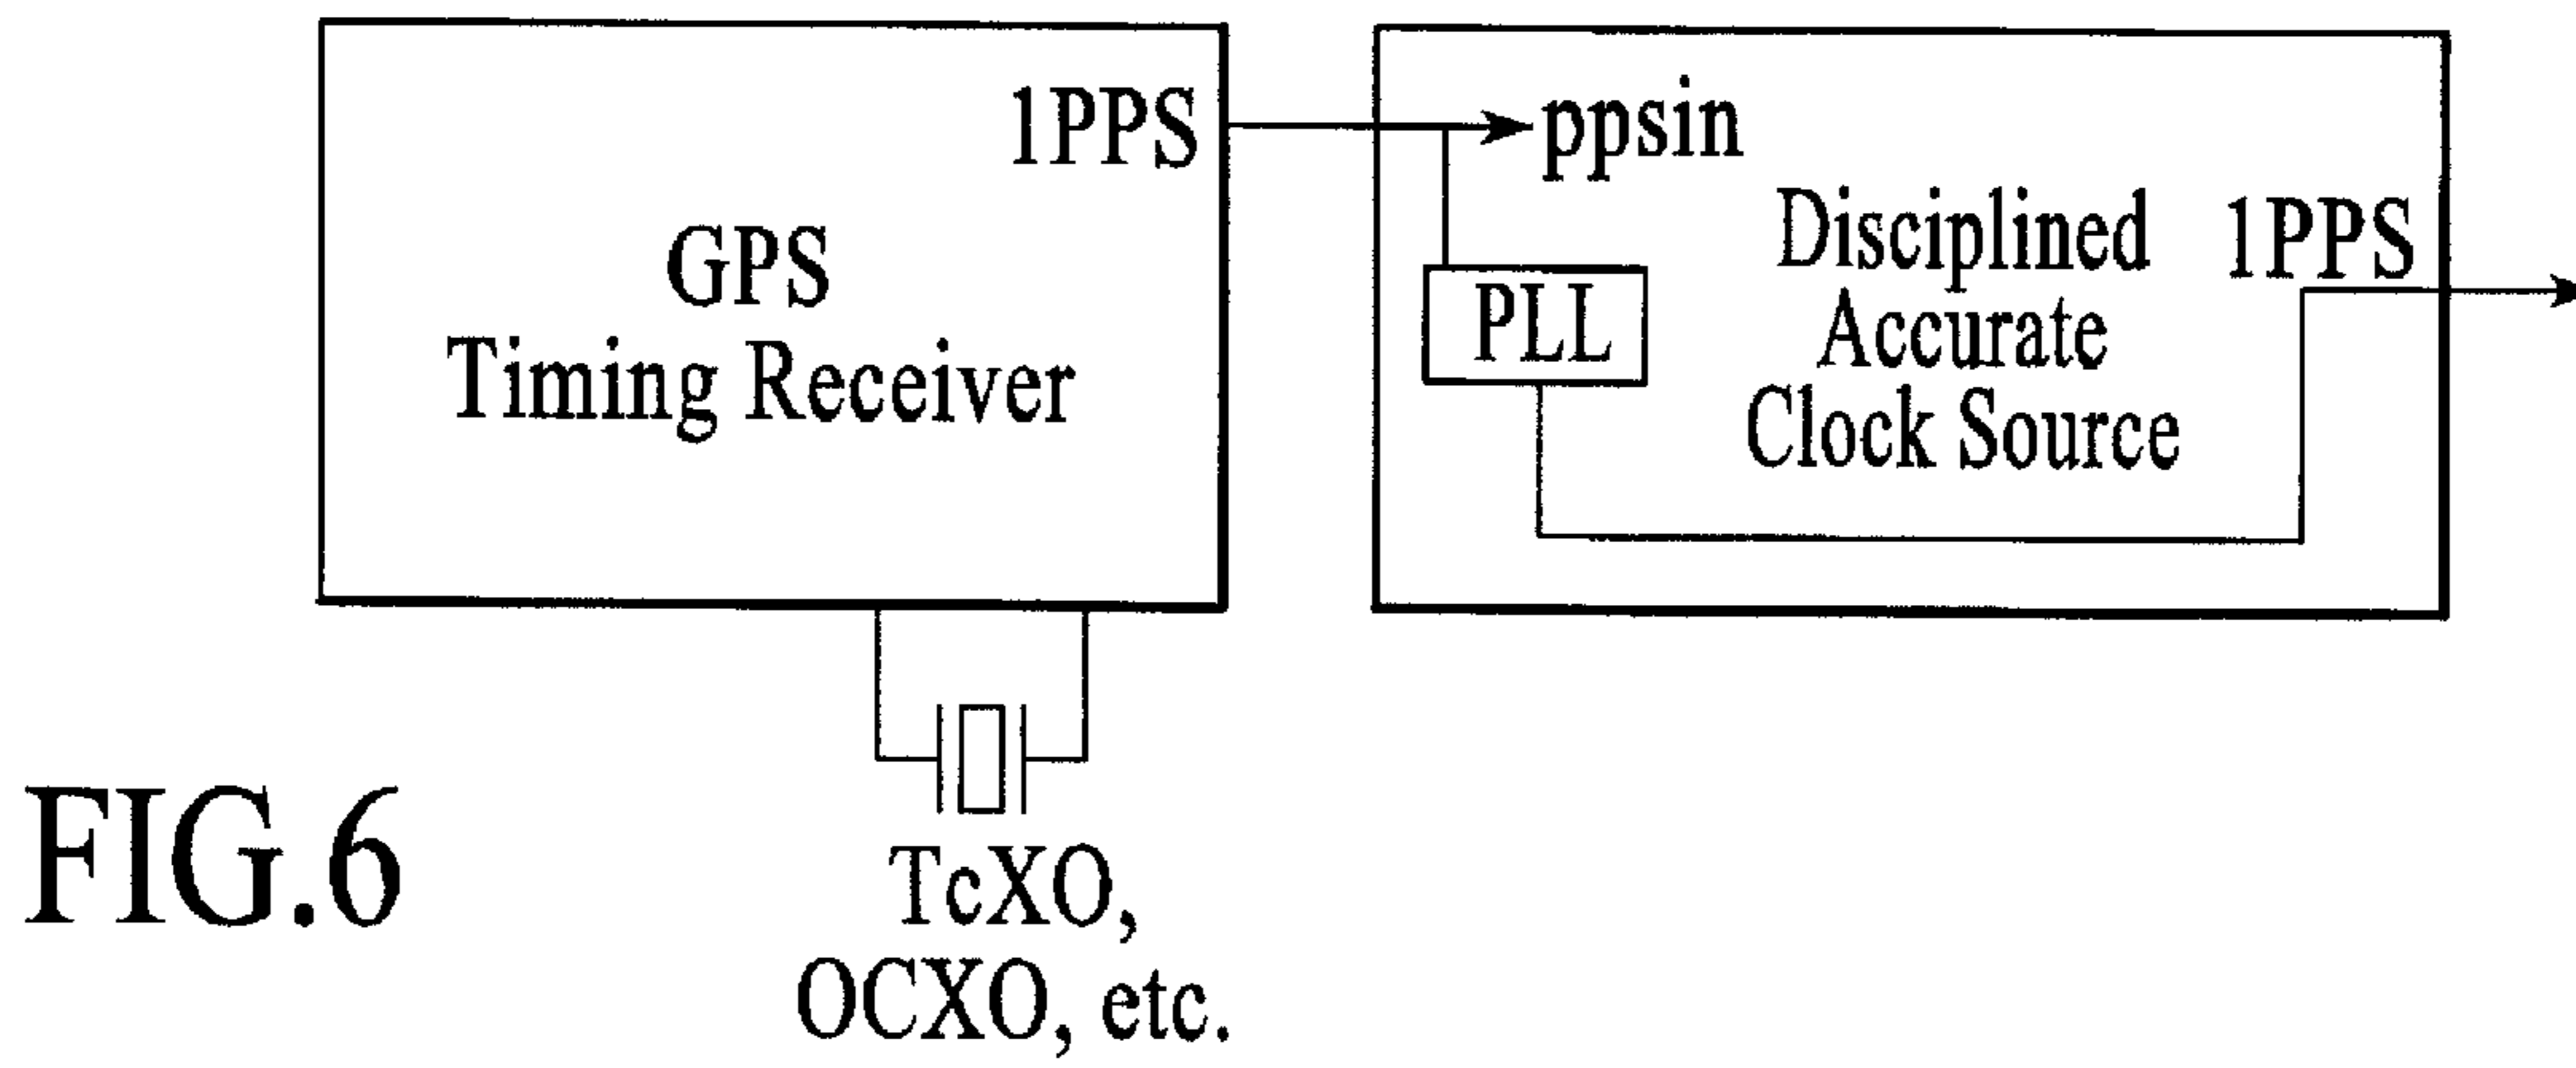 1PPS
GPS
Timing Receiver
ppsin
PLL
Disciplined
Accurate
Clock Source
1PPS
TcXO,
OCXO, etc.
FIG.6